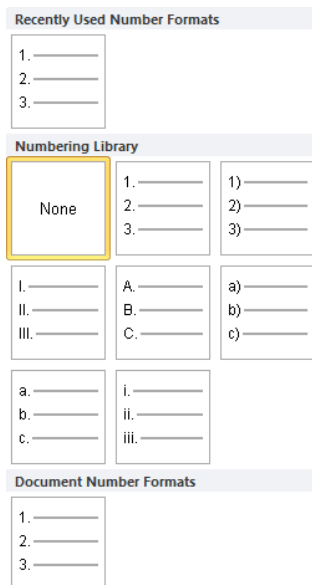 Recently Used Number Formats
1.
2.
3.
Numbering Library
None
1.
2.
3.
1)
2)
3)
I.
II.
III.
A.
B.
C.
a)
b)
c)
a.
b.
c.
i.
ii.
iii.
Document Number Formats
1.
2.
3.